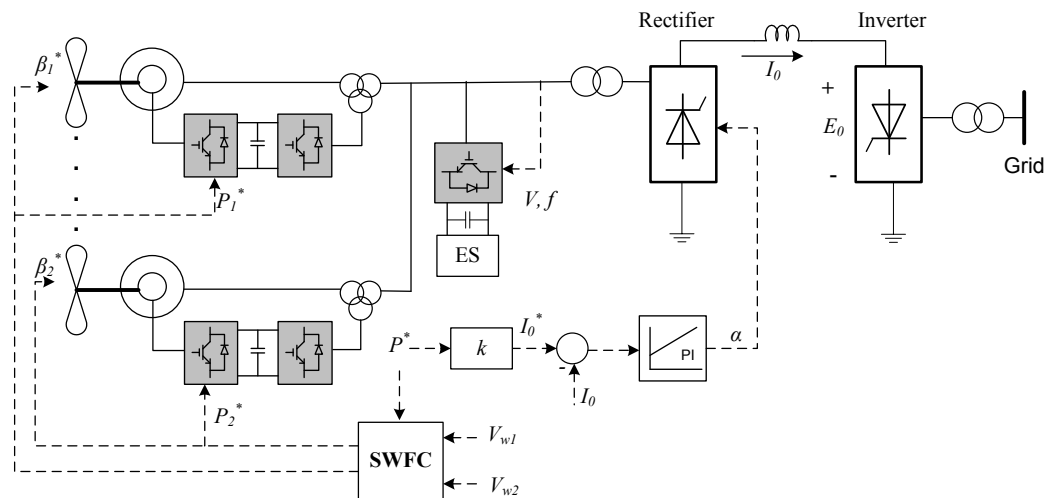 Rectifier
Inverter
β1*
I0
+
E0
-
Grid
P1*
V, f
ES
β2*
P*
k
I0*
-
I0
PI
α
P2*
SWFC
Vw1
Vw2